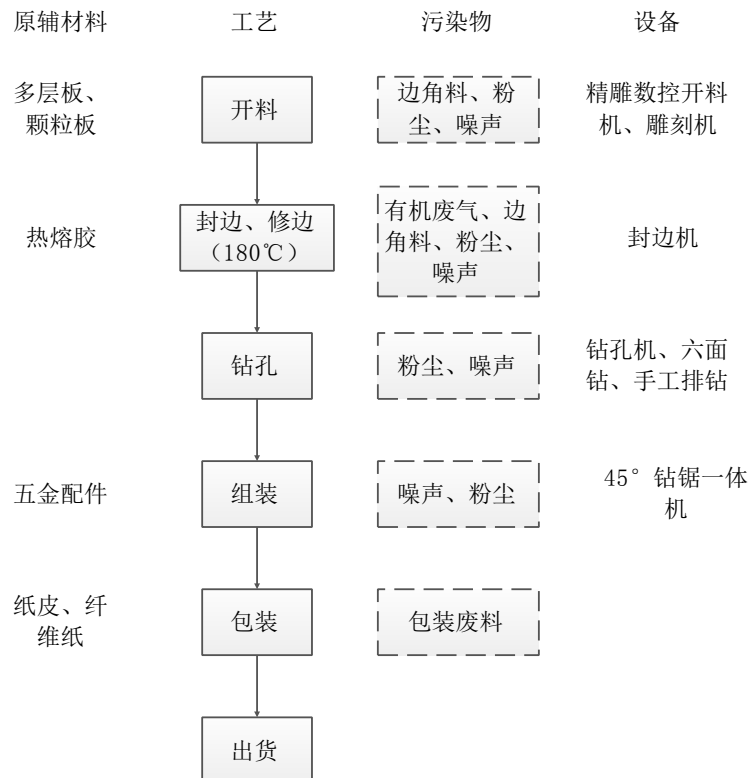 原辅材料 工艺 污染物 设备
多层板、
颗粒板
开料
边角料、粉
尘、噪声
精雕数控开料
机、雕刻机
热熔胶
封边、修边
（180℃）
有机废气、边
角料、粉尘、
噪声
封边机
钻孔
粉尘、噪声
钻孔机、六面
钻、手工排钻
五金配件
组装
噪声、粉尘
45°钻锯一体
机
纸皮、纤
维纸
包装
包装废料
出货